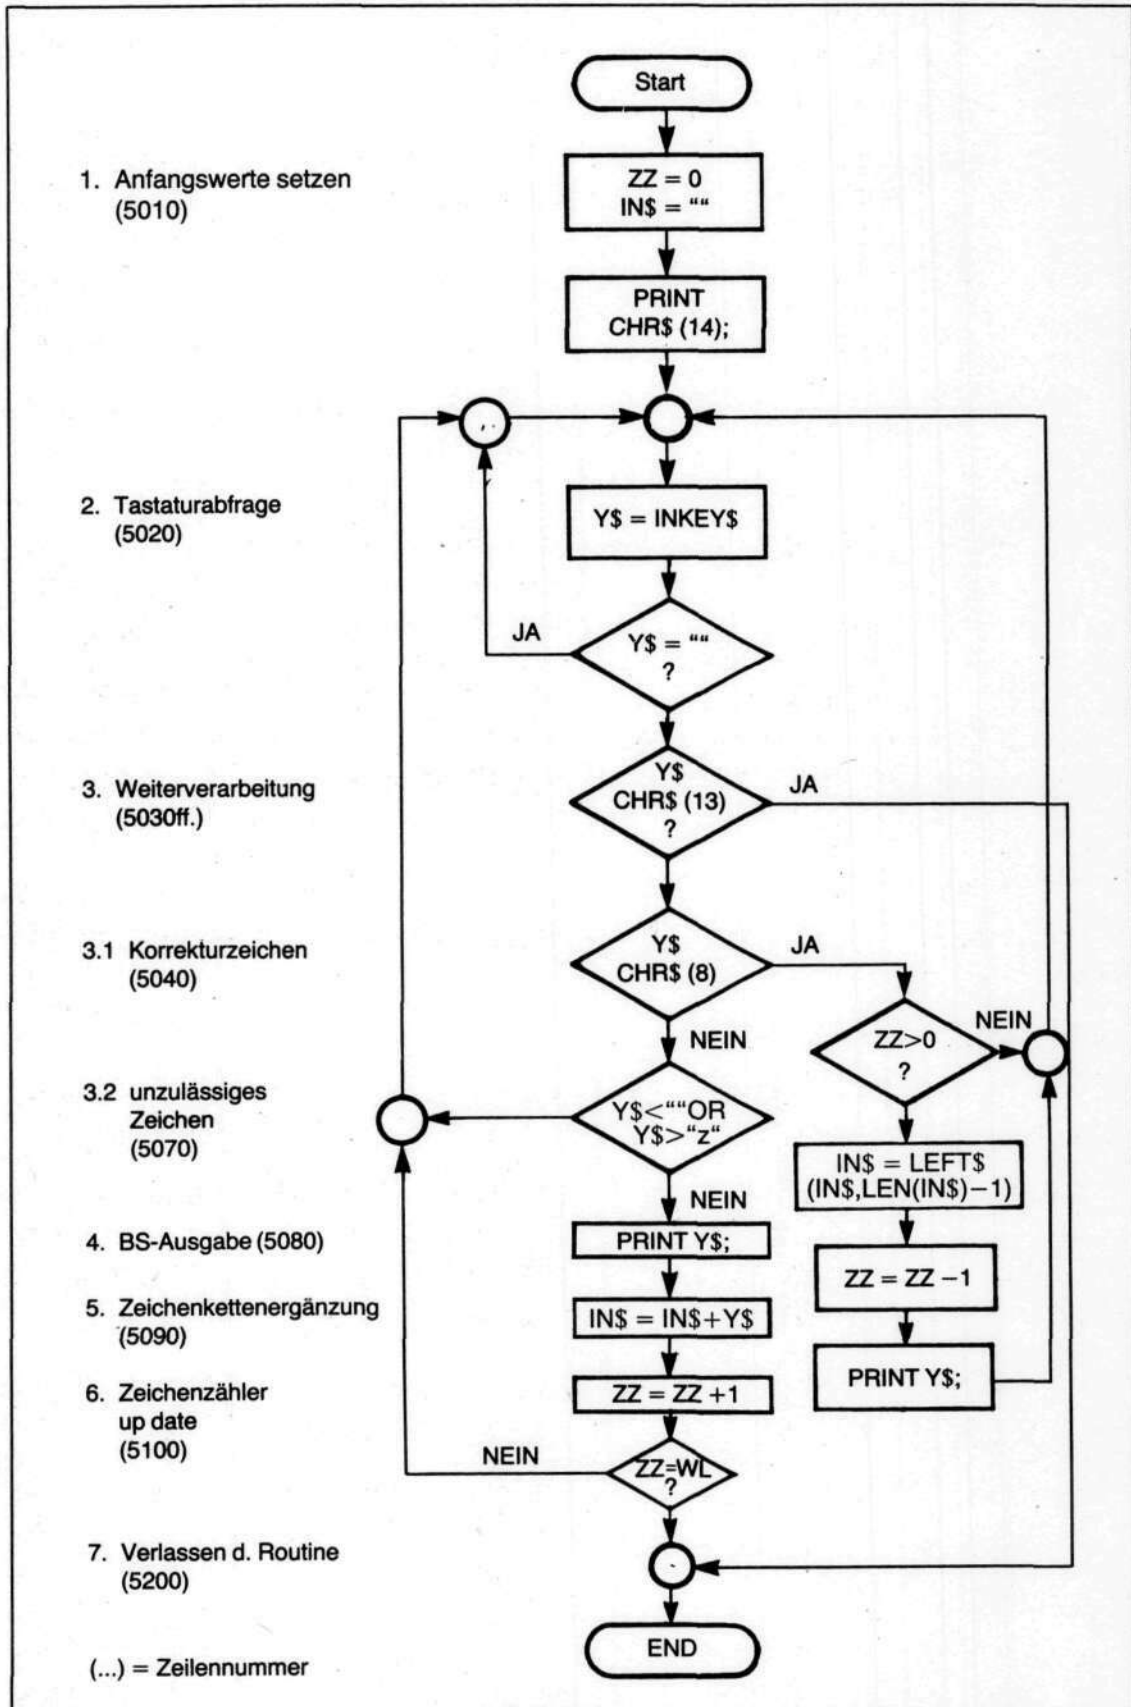 Start
1. Anfangswerte setzen
(5010)
ZZ = 0
IN$ = ““
PRINT
CHR$ (14);
2. Tastaturabfrage
(5020)
Y$ = INKEY$
JA
Y$ = ““
?
3. Weiterverarbeitung
(5030ff.)
Y$
CHR$ (13)
?
JA
3.1 Korrekturzeichen
(5040)
Y$
CHR$ (8)
JA
NEIN
ZZ>0
?
NEIN
3.2 unzulässiges
Zeichen
(5070)
Y$<““OR
Y$>“z“
NEIN
IN$ = LEFT$
(IN$,LEN(IN$)−1)
4. BS-Ausgabe (5080)
PRINT Y$;
ZZ = ZZ −1
5. Zeichenkettenergänzung
(5090)
IN$ = IN$+Y$
PRINT Y$;
6. Zeichenzähler
up date
(5100)
ZZ = ZZ +1
NEIN
ZZ=WL
?
7. Verlassen d. Routine
(5200)
END
(...) = Zeilennummer